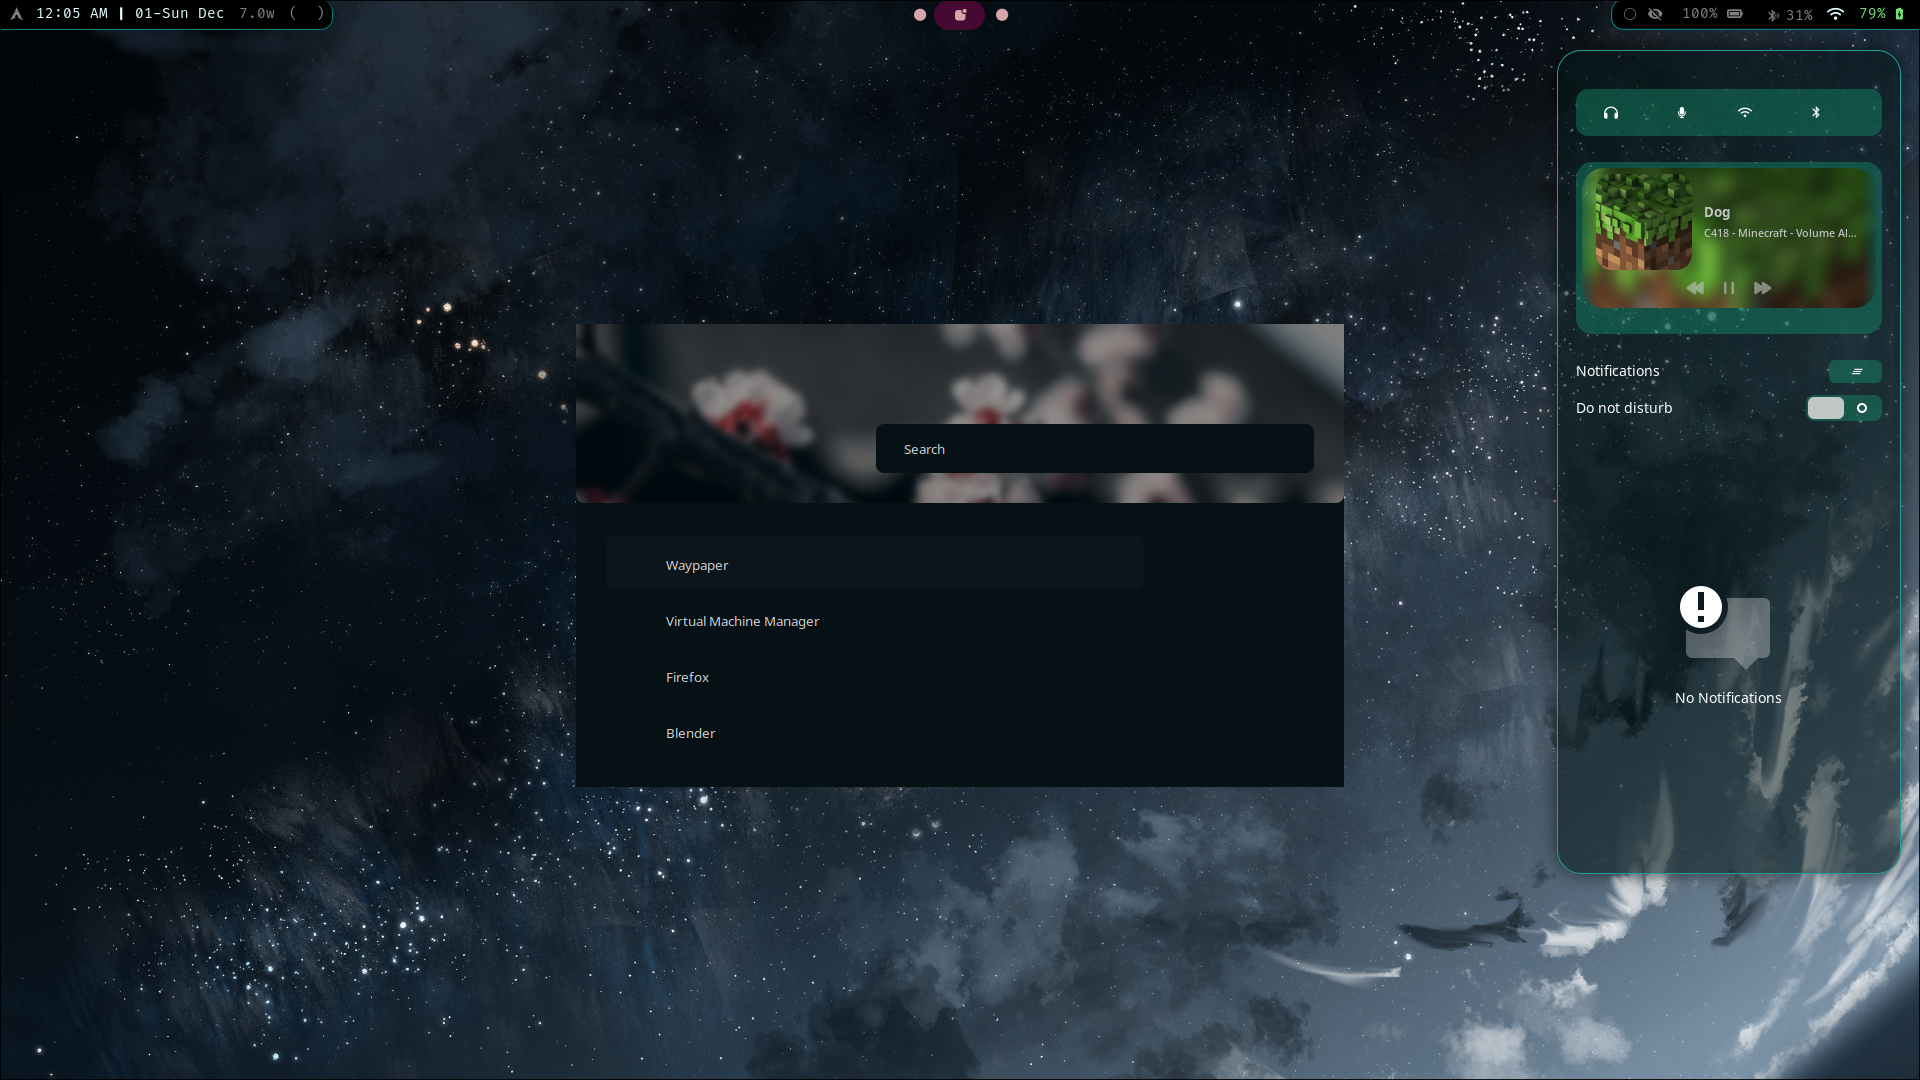 12:05 AM | 01-Sun Dec 7.0w ( )
100% 31% 79%
Dog
C418 - Minecraft - Volume Al...
Notifications
Do not disturb
Search
Waypaper
Virtual Machine Manager
Firefox
Blender
No Notifications